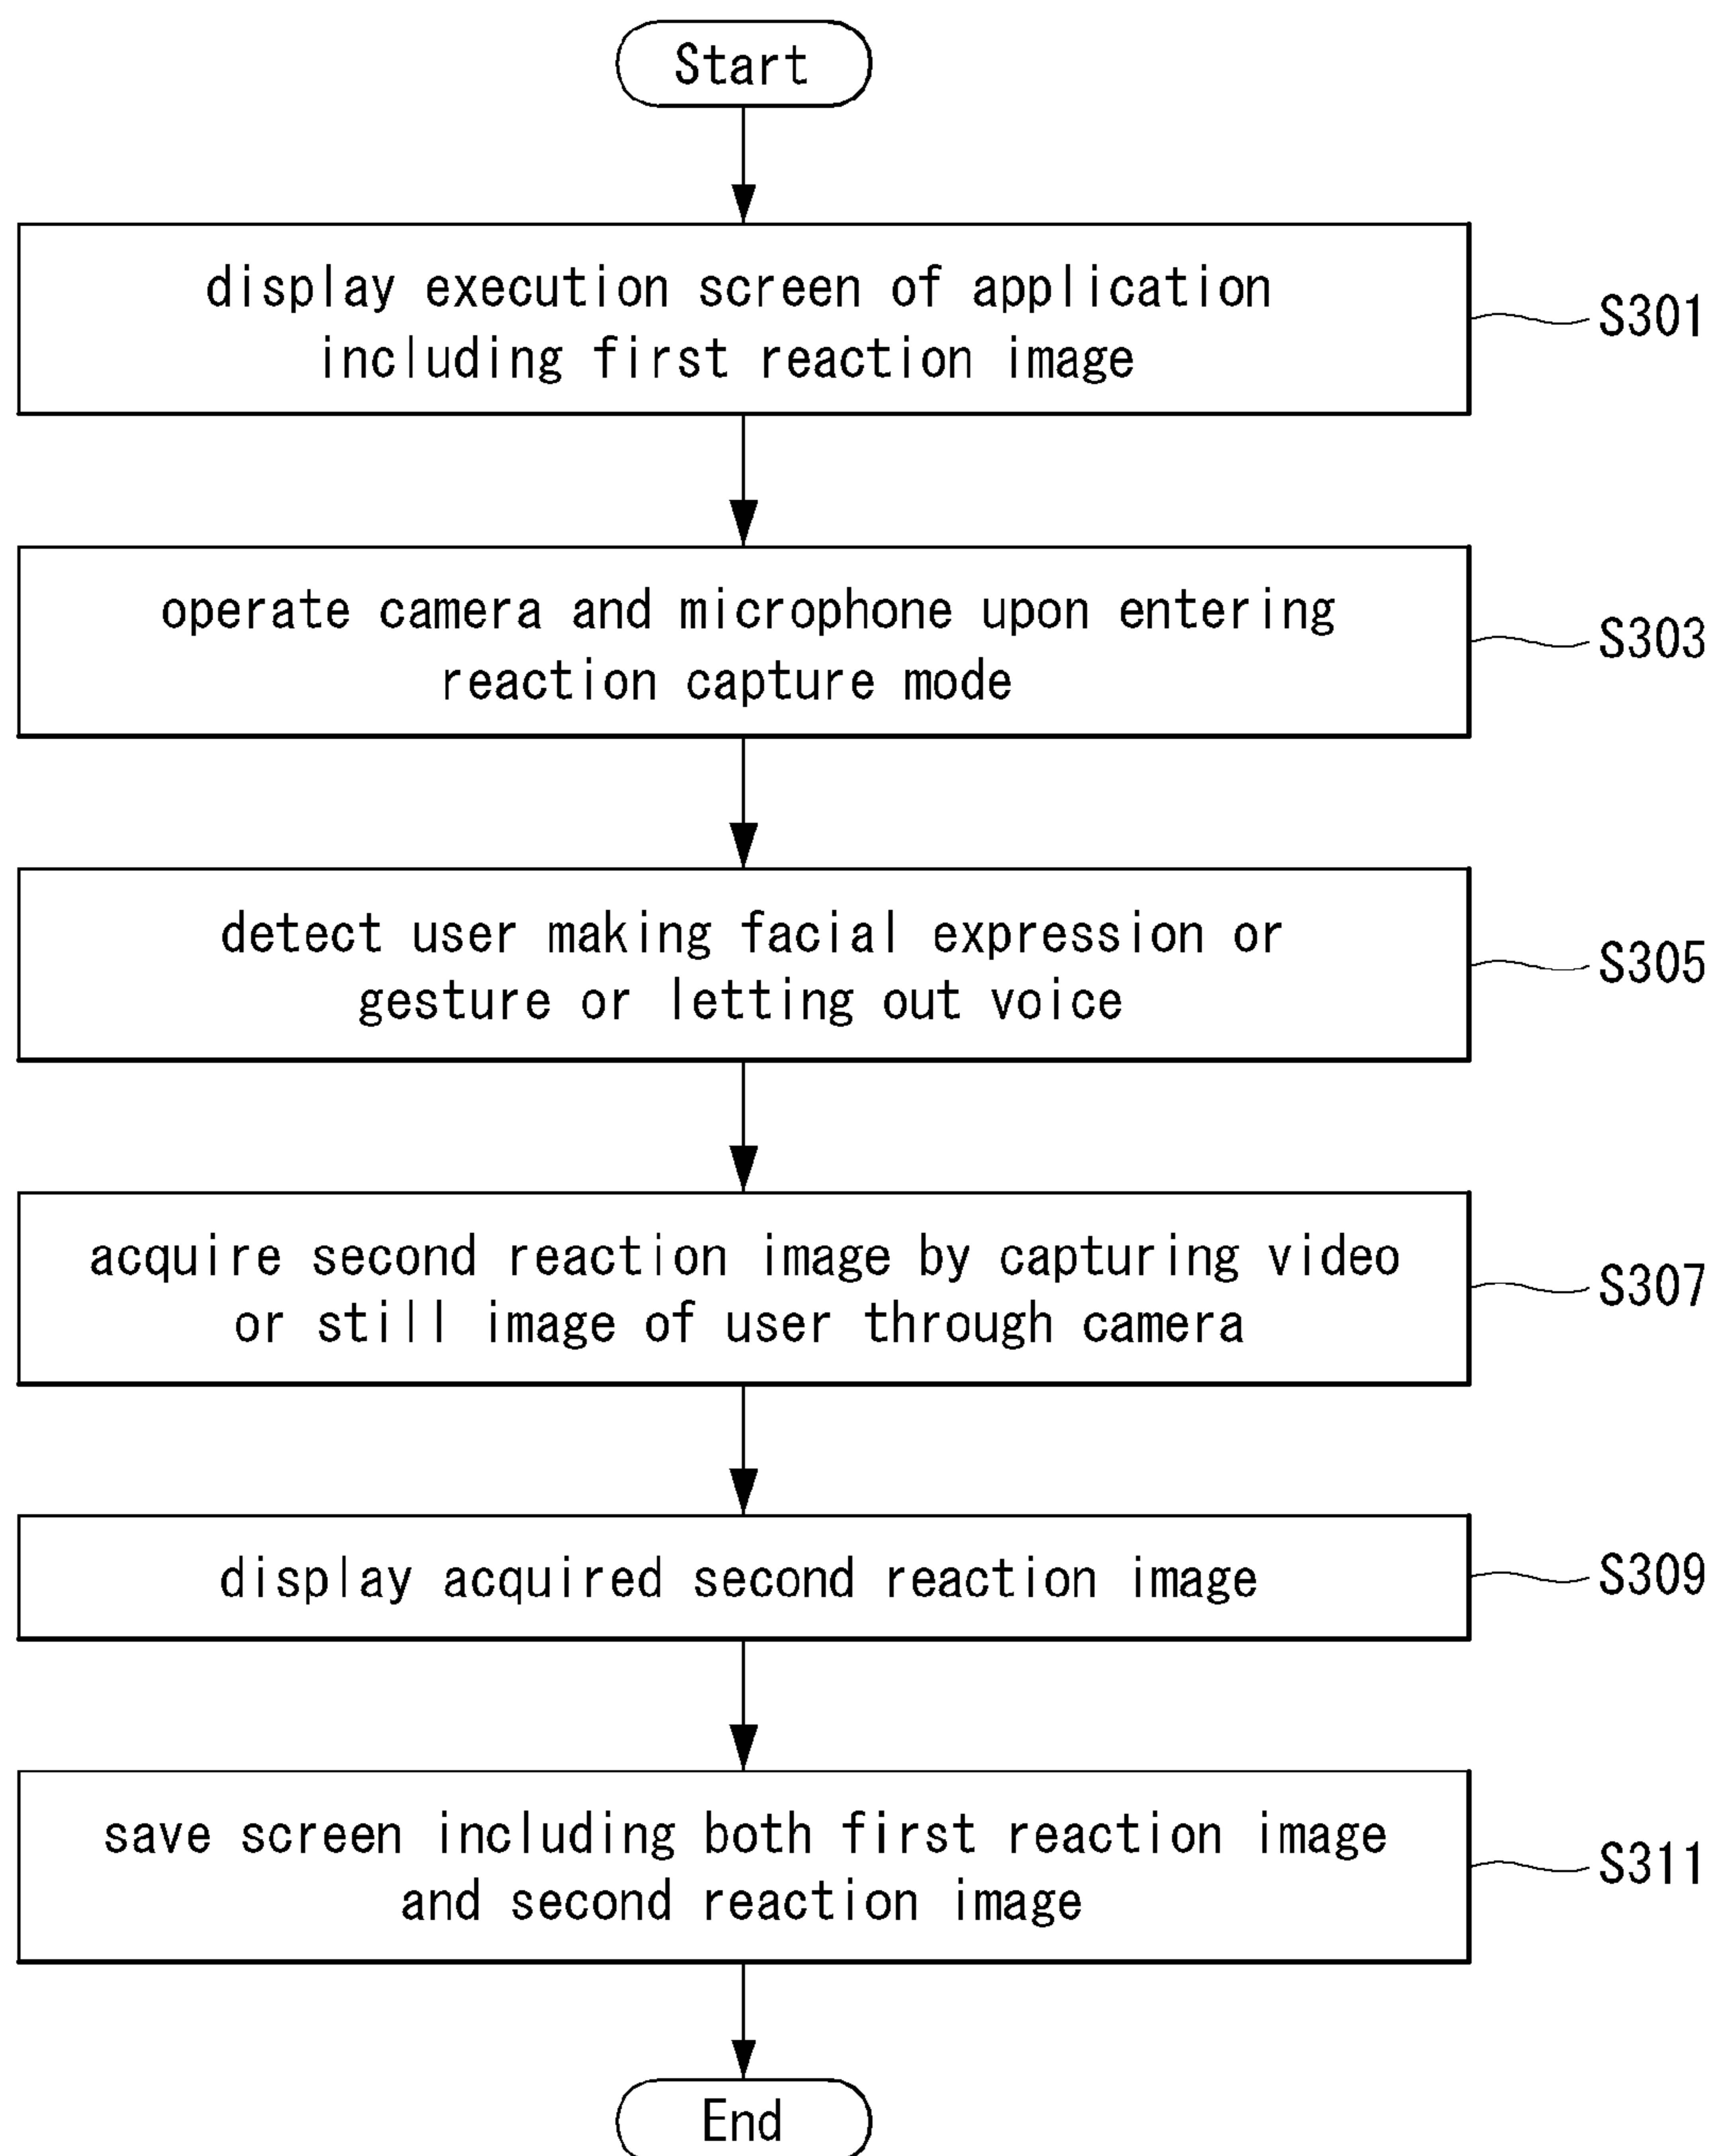 Start
display execution screen of application
including first reaction image
S301
operate camera and microphone upon entering
reaction capture mode
S303
detect user making facial expression or
gesture or letting out voice
S305
acquire second reaction image by capturing video
or still image of user through camera
S307
display acquired second reaction image
S309
save screen including both first reaction image
and second reaction image
S311
End